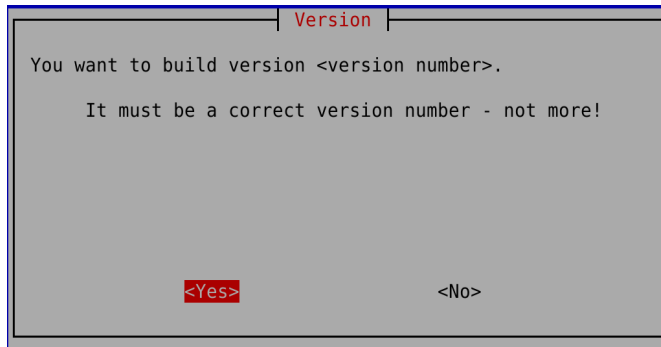 Version
You want to build version <version number>.
It must be a correct version number - not more!
<Yes> <No>